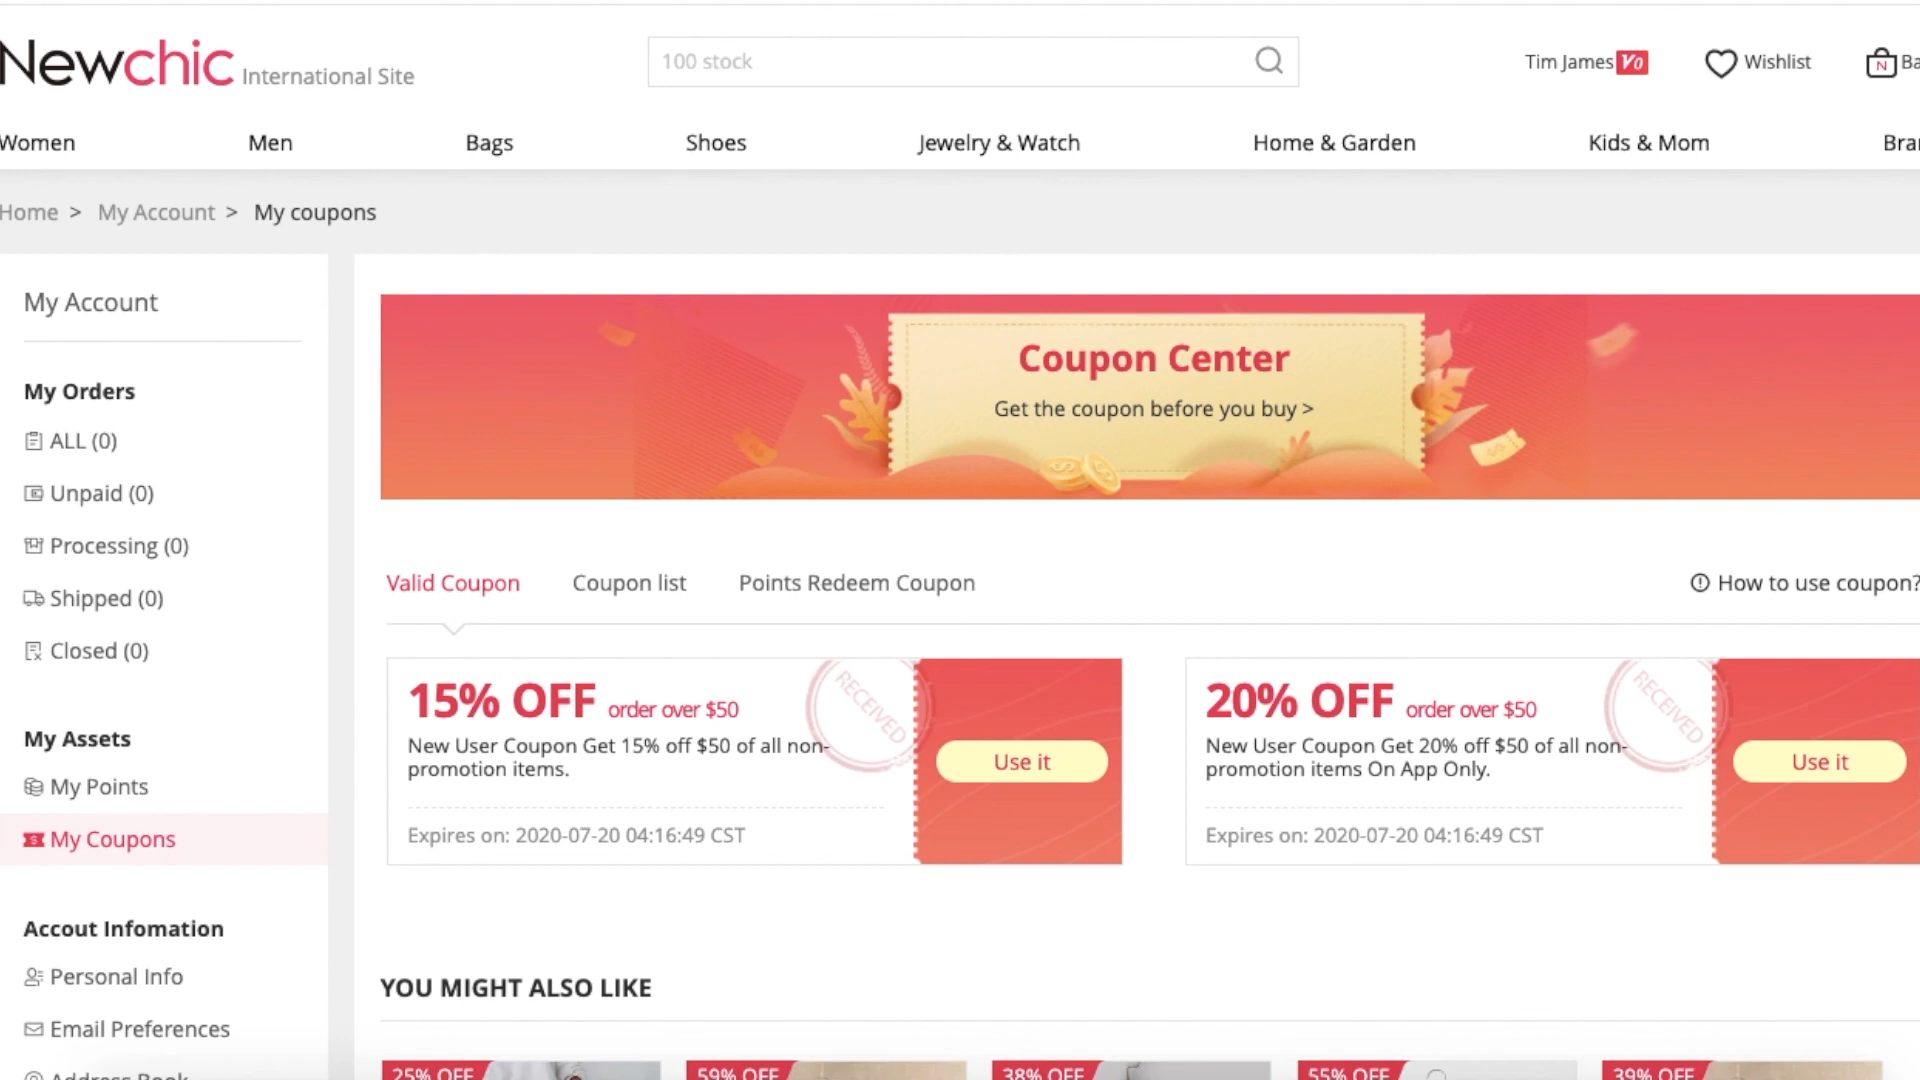 Newchic International Site
100 stock
Tim James V0
Wishlist
N
Women
Men
Bags
Shoes
Jewelry & Watch
Home & Garden
Kids & Mom
Home > My Account > My coupons
My Account
My Orders
ALL (0)
Unpaid (0)
Processing (0)
Shipped (0)
Closed (0)
My Assets
My Points
My Coupons
Accout Infomation
Personal Info
Email Preferences
Address Book
Coupon Center
Get the coupon before you buy >
Valid Coupon
Coupon list
Points Redeem Coupon
How to use coupon?
15% OFF order over $50
New User Coupon Get 15% off $50 of all non-
promotion items.
Expires on: 2020-07-20 04:16:49 CST
RECEIVED
Use it
20% OFF order over $50
New User Coupon Get 20% off $50 of all non-
promotion items On App Only.
Expires on: 2020-07-20 04:16:49 CST
RECEIVED
Use it
YOU MIGHT ALSO LIKE
25% OFF
59% OFF
38% OFF
55% OFF
39% OFF